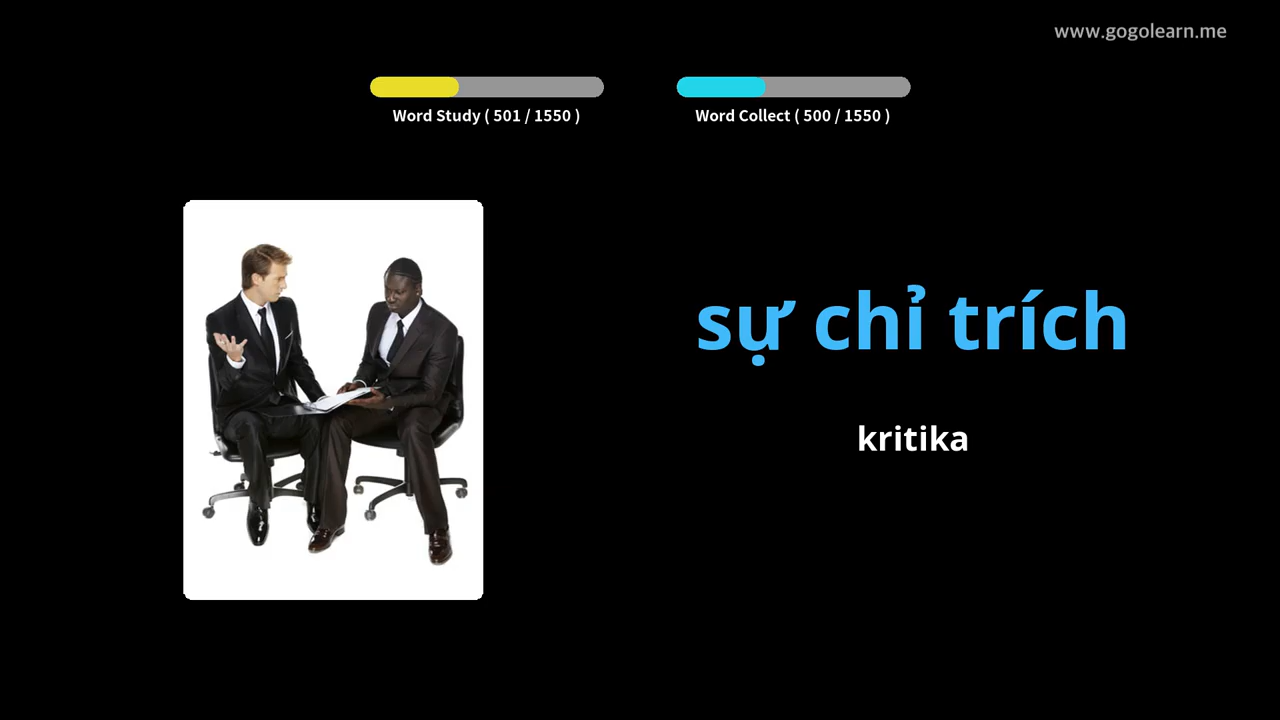 www.gogolearn.me
Word Study ( 501 / 1550 )
Word Collect ( 500 / 1550 )
sự chỉ trích
kritika